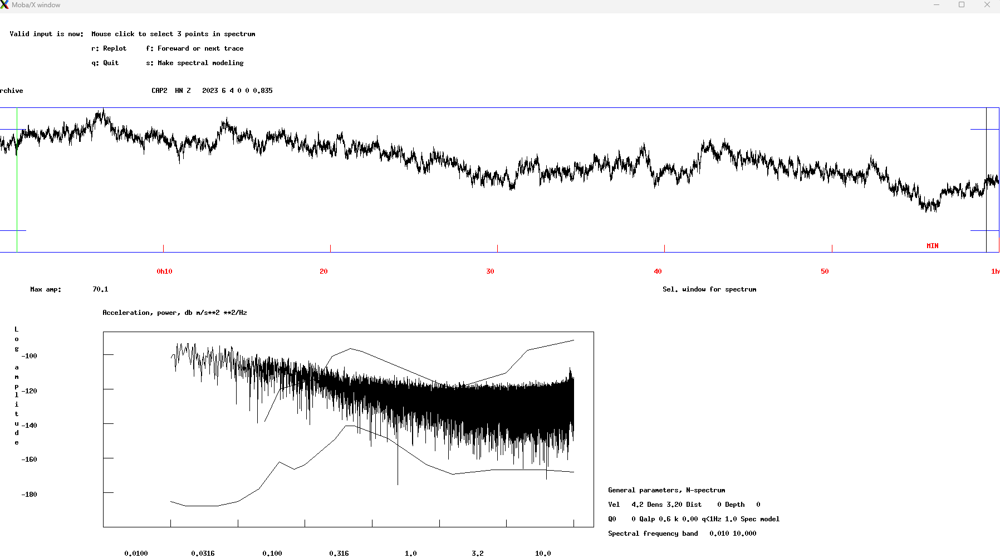 Moba/X window
Valid input is now:  Mouse click to select 3 points in spectrum
r: Replot     f: Foreward or next trace
q: Quit       s: Make spectral modeling
rchive     CAP2  HN Z   2023 6 4 0 0 0.835
MIN
0h10 20 30 40 50 1h
Max amp:        70.1     Sel. window for spectrum
Acceleration, power, db m/s**2 **2/Hz
Log amplitude
-100
-120
-140
-160
-180
General parameters, N-spectrum
Vel   4.2 Dens 3.20 Dist    0 Depth   0
Q0    0 Qalp 0.6 k 0.00 q<1Hz 1.0 Spec model
Spectral frequency band   0.010 10.000
0.0100 0.0316 0.100 0.316 1.0 3.2 10.0